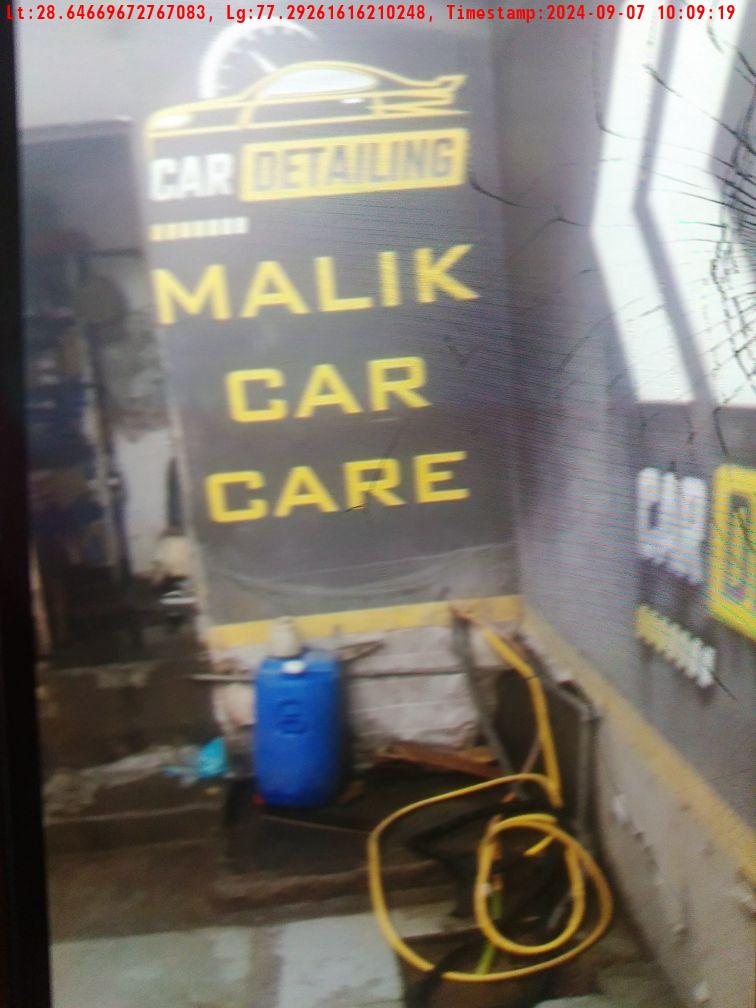 Lt:28.64669672767083, Lg:77.29261616210248, Timestamp:2024-09-07 10:09:19
CAR DETAILING
MALIK
CAR
CARE
CAR